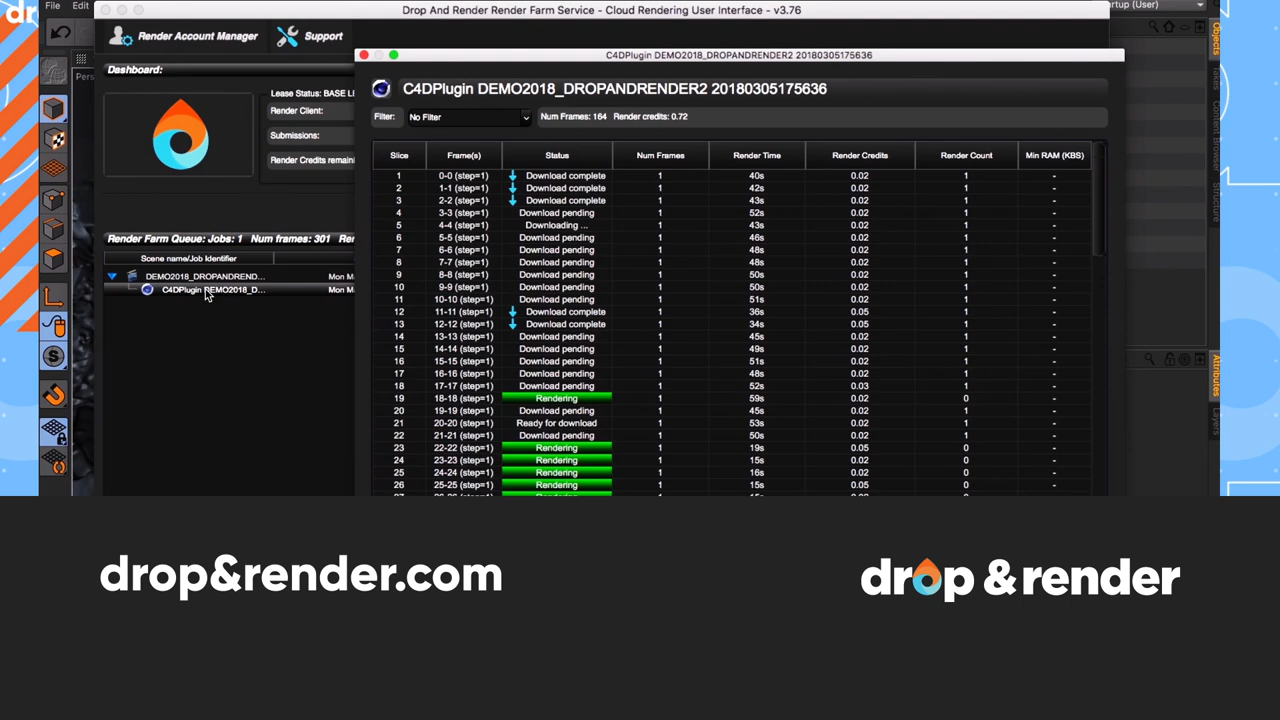 dr
File Edit
Drop And Render Render Farm Service - Cloud Rendering User Interface - v3.76
rtup (User)
Render Account Manager
Support
C4DPlugin DEMO2018_DROPANDRENDER2 20180305175636
Dashboard:
C4DPlugin DEMO2018_DROPANDRENDER2 20180305175636
Lease Status: BASE LE
Render Client:
Submissions:
Render Credits remain
Filter: No Filter Num Frames: 164 Render credits: 0.72
Slice Frame(s) Status Num Frames Render Time Render Credits Render Count Min RAM (KBS)
1 0-0 (step=1) Download complete 1 40s 0.02 1 -
2 1-1 (step=1) Download complete 1 42s 0.02 1 -
3 2-2 (step=1) Download complete 1 43s 0.02 1 -
4 3-3 (step=1) Download pending 1 52s 0.02 1 -
5 4-4 (step=1) Downloading ... 1 43s 0.02 1 -
6 5-5 (step=1) Download pending 1 46s 0.02 1 -
7 6-6 (step=1) Download pending 1 48s 0.02 1 -
8 7-7 (step=1) Download pending 1 48s 0.02 1 -
9 8-8 (step=1) Download pending 1 50s 0.02 1 -
10 9-9 (step=1) Download pending 1 50s 0.02 1 -
11 10-10 (step=1) Download pending 1 51s 0.02 1 -
12 11-11 (step=1) Download complete 1 36s 0.05 1 -
13 12-12 (step=1) Download complete 1 34s 0.05 1 -
14 13-13 (step=1) Download pending 1 45s 0.02 1 -
15 14-14 (step=1) Download pending 1 49s 0.02 1 -
16 15-15 (step=1) Download pending 1 51s 0.02 1 -
17 16-16 (step=1) Download pending 1 48s 0.02 1 -
18 17-17 (step=1) Download pending 1 52s 0.03 1 -
19 18-18 (step=1) Rendering 1 59s 0.02 0 -
20 19-19 (step=1) Download pending 1 45s 0.02 1 -
21 20-20 (step=1) Ready for download 1 53s 0.02 1 -
22 21-21 (step=1) Download pending 1 50s 0.02 1 -
23 22-22 (step=1) Rendering 1 19s 0.05 0 -
24 23-23 (step=1) Rendering 1 15s 0.02 0 -
25 24-24 (step=1) Rendering 1 16s 0.02 0 -
26 25-25 (step=1) Rendering 1 15s 0.05 0 -
Render Farm Queue: Jobs: 1 Num frames: 301 Re
Scene name/Job Identifier
DEMO2018_DROPANDREND... Mon M
C4DPlugin DEMO2018_D... Mon M
Objects
Takes
Content Browser
Structure
Attributes
Layers
Pers
drop&render.com
drop & render